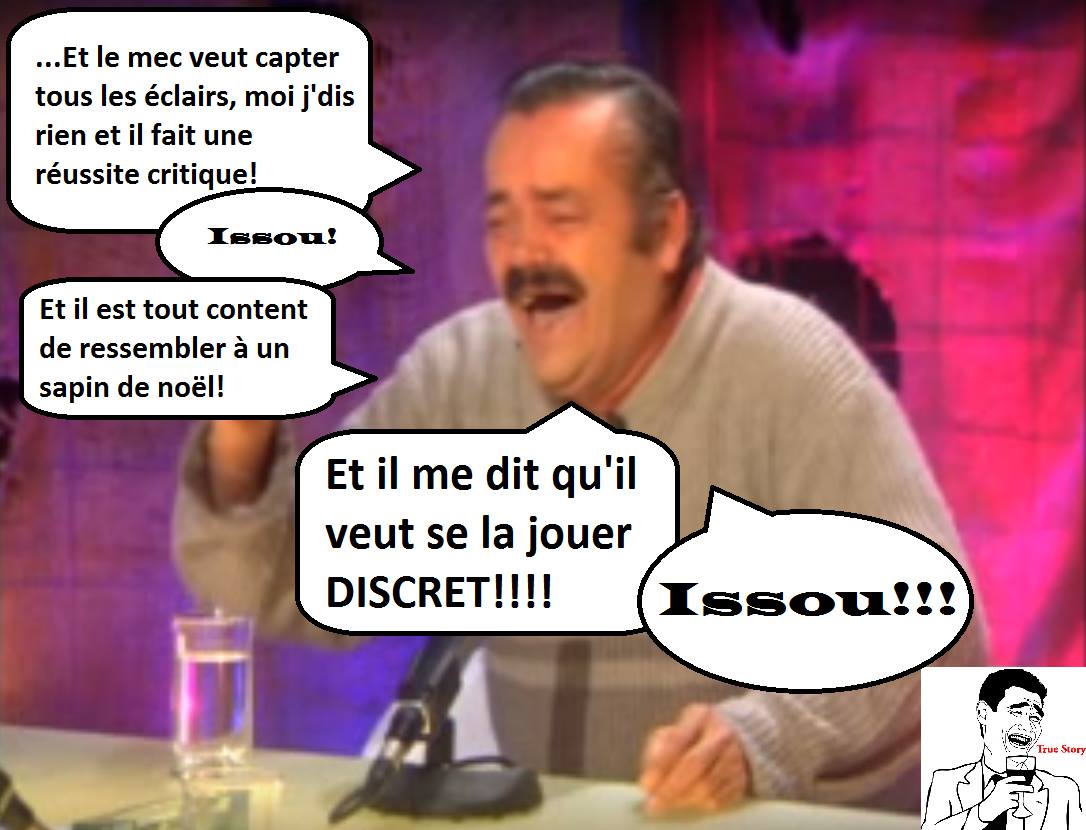 ...Et le mec veut capter
tous les éclairs, moi j'dis
rien et il fait une
réussite critique!
Issou!
Et il est tout content
de ressembler à un
sapin de noël!
Et il me dit qu'il
veut se la jouer
DISCRET!!!!
Issou!!!
True Story